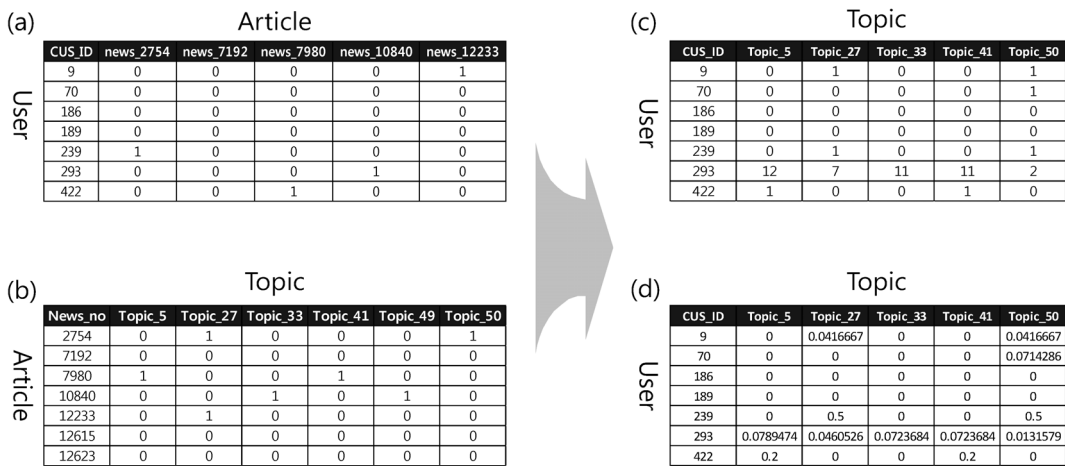 (a)
Article
User
CUS_ID news_2754 news_7192 news_7980 news_10840 news_12233
9 0 0 0 0 1
70 0 0 0 0 0
186 0 0 0 0 0
189 0 0 0 0 0
239 1 0 0 0 0
293 0 0 0 1 0
422 0 0 1 0 0
(b)
Topic
Article
News_no Topic_5 Topic_27 Topic_33 Topic_41 Topic_49 Topic_50
2754 0 1 0 0 0 1
7192 0 0 0 0 0 0
7980 1 0 0 1 0 0
10840 0 0 1 0 1 0
12233 0 1 0 0 0 0
12615 0 0 0 0 0 0
12623 0 0 0 0 0 0
(c)
Topic
User
CUS_ID Topic_5 Topic_27 Topic_33 Topic_41 Topic_50
9 0 1 0 0 1
70 0 0 0 0 1
186 0 0 0 0 0
189 0 0 0 0 0
239 0 1 0 0 1
293 12 7 11 11 2
422 1 0 0 1 0
(d)
Topic
User
CUS_ID Topic_5 Topic_27 Topic_33 Topic_41 Topic_50
9 0 0.0416667 0 0 0.0416667
70 0 0 0 0 0.0714286
186 0 0 0 0 0
189 0 0 0 0 0
239 0 0.5 0 0 0.5
293 0.0789474 0.0460526 0.0723684 0.0723684 0.0131579
422 0.2 0 0 0.2 0